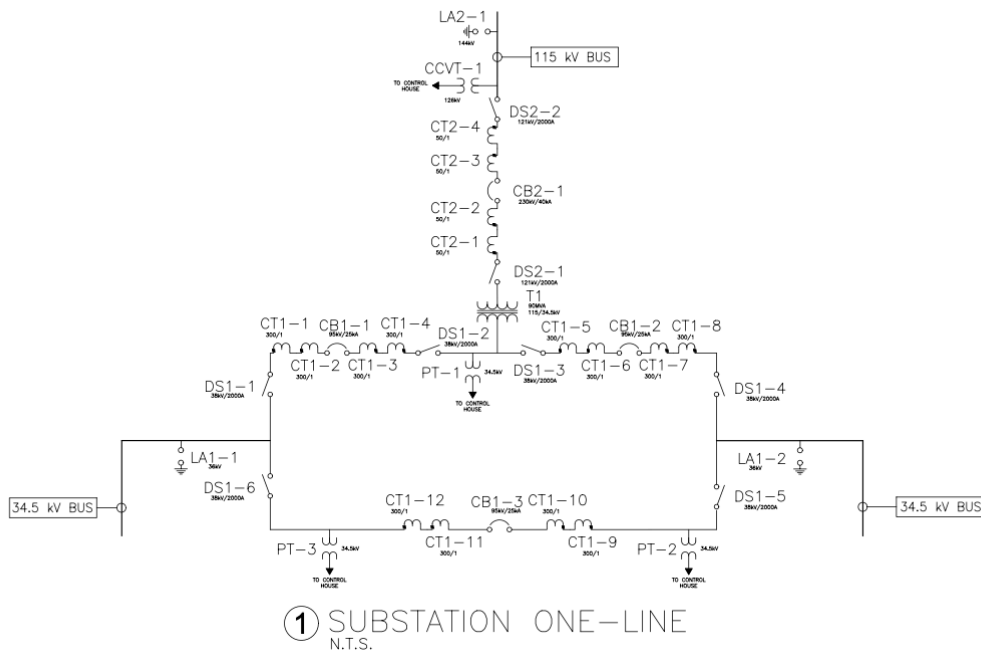 LA2-1
144kV
115 kV BUS
CCVT-1
TO CONTROL
HOUSE
126kV
DS2-2
121kV/2000A
CT2-4
50/1
CT2-3
50/1
CB2-1
230kV/40kA
CT2-2
50/1
CT2-1
50/1
DS2-1
121kV/2000A
T1
90MVA
115/34.5kV
CT1-1
300/1
CB1-1
95kV/25kA
CT1-4
300/1
DS1-2
38kV/2000A
CT1-5
300/1
CB1-2
95kV/25kA
CT1-8
300/1
CT1-2
300/1
CT1-3
300/1
PT-1
34.5kV
DS1-3
38kV/2000A
CT1-6
300/1
CT1-7
300/1
DS1-1
38kV/2000A
TO CONTROL
HOUSE
DS1-4
38kV/2000A
LA1-1
36kV
LA1-2
36kV
DS1-6
38kV/2000A
DS1-5
38kV/2000A
34.5 kV BUS
34.5 kV BUS
CT1-12
300/1
CB1-3
95kV/25kA
CT1-10
300/1
CT1-11
300/1
CT1-9
300/1
PT-3
34.5kV
PT-2
34.5kV
TO CONTROL
HOUSE
TO CONTROL
HOUSE
1 SUBSTATION ONE-LINE
N.T.S.